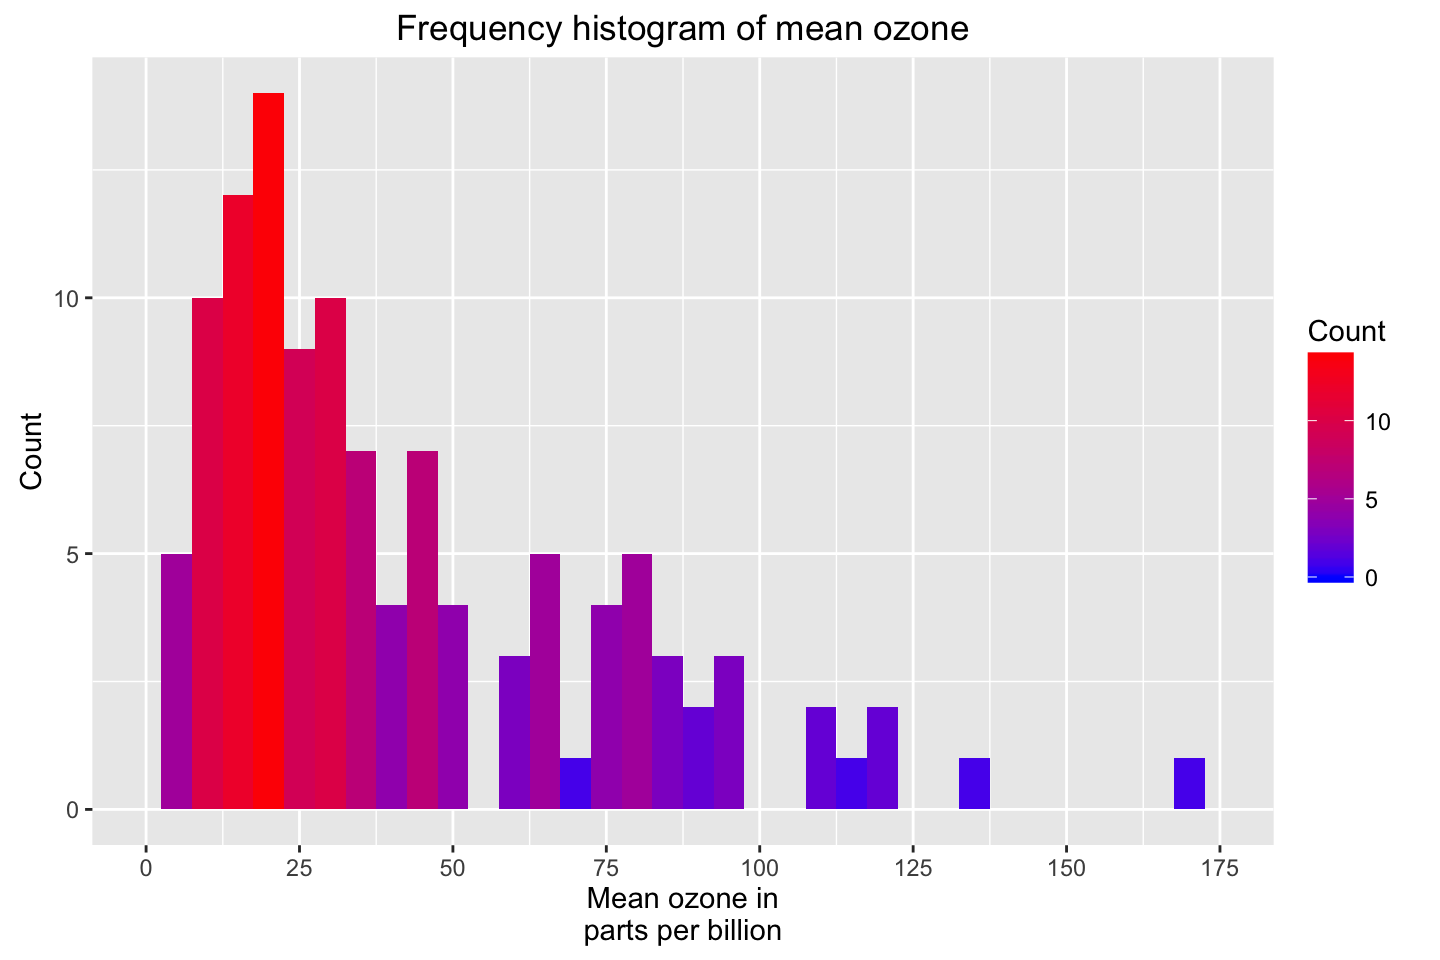 Frequency histogram of mean ozone
Count
10
5
0
0 25 50 75 100 125 150 175
Mean ozone in
parts per billion
Count
10
5
0